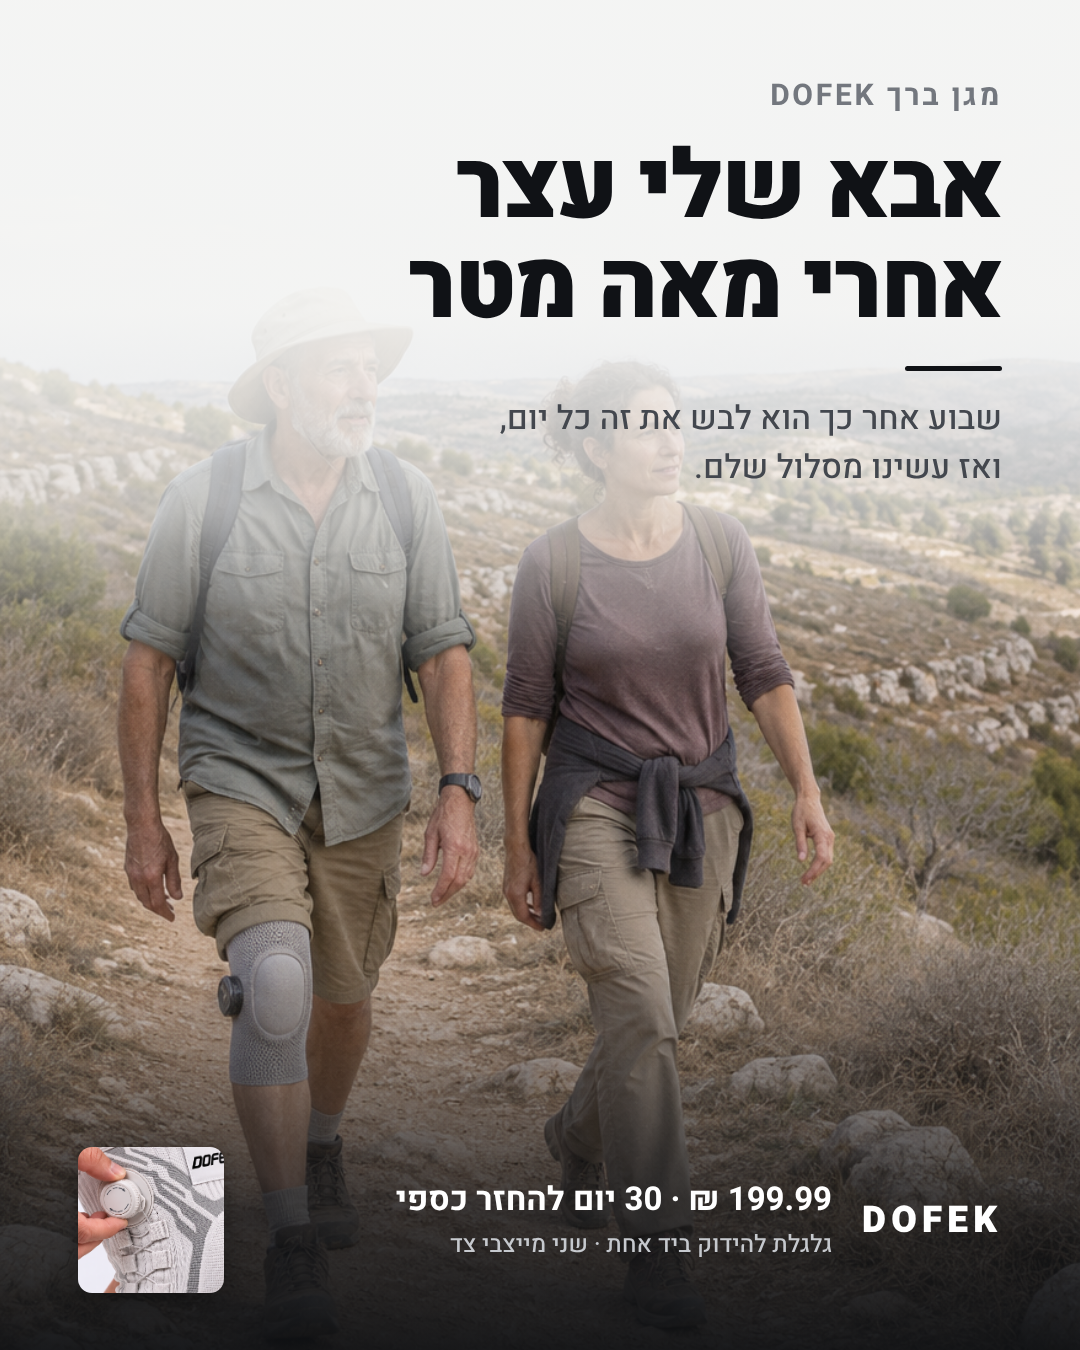 מגן ברך DOFEK
אבא שלי עצר
אחרי מאה מטר
שבוע אחר כך הוא לבש את זה כל יום,
ואז עשינו מסלול שלם.
DOFEK
199.99 ₪ · 30 יום להחזר כספי
גלגלת להידוק ביד אחת · שני מייצבי צד
DOFE